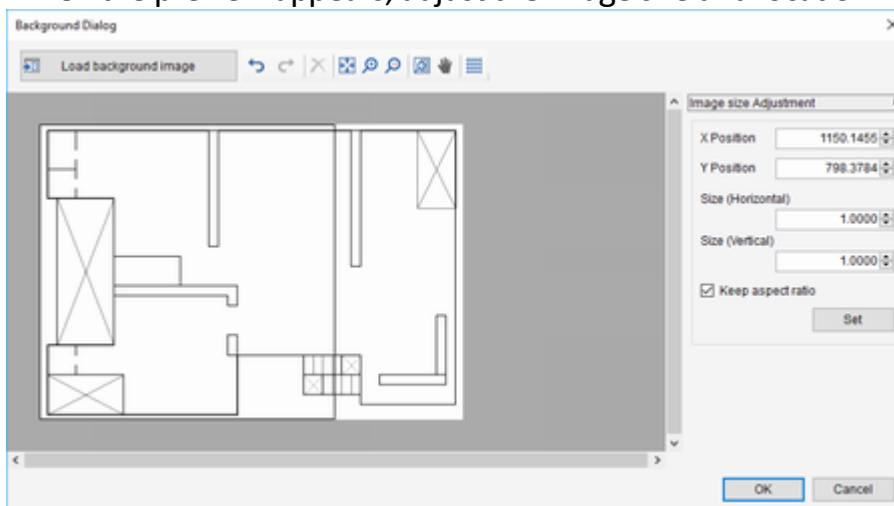 Background Dialog
Load background image
Image size Adjustment
X Position 1150.1455
Y Position 798.3784
Size (Horizontal)
1.0000
Size (Vertical)
1.0000
Keep aspect ratio
Set
OK Cancel